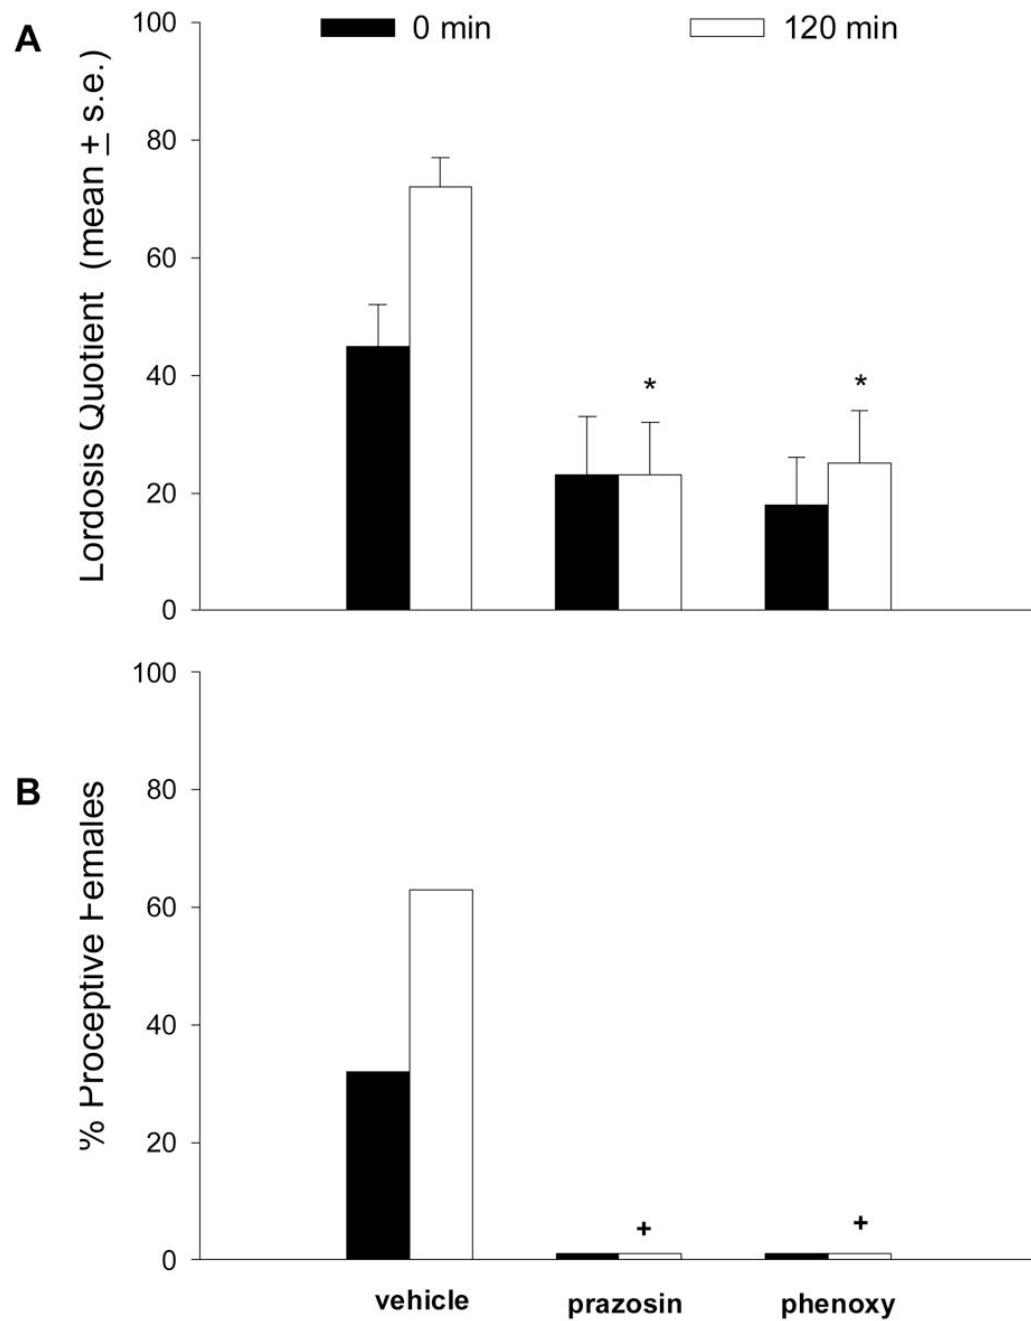 A
0 min
120 min
Lordosis Quotient (mean ± s.e.)
100
80
60
40
20
0
*
*
B
% Proceptive Females
100
80
60
40
20
0
+
+
vehicle
prazosin
phenoxy